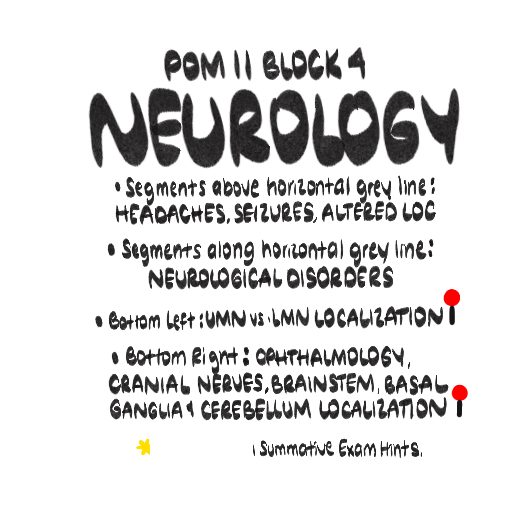 POM II BLOCK 4
NEUROLOGY
• Segments above horizontal grey line:
HEADACHES, SEIZURES, ALTERED LOC
• Segments along horizontal grey line:
NEUROLOGICAL DISORDERS
• Bottom Left: UMN vs. LMN LOCALIZATION
• Bottom Right: OPHTHALMOLOGY,
CRANIAL NERVES, BRAINSTEM, BASAL
GANGLIA & CEREBELLUM LOCALIZATION
Summative Exam Hints.